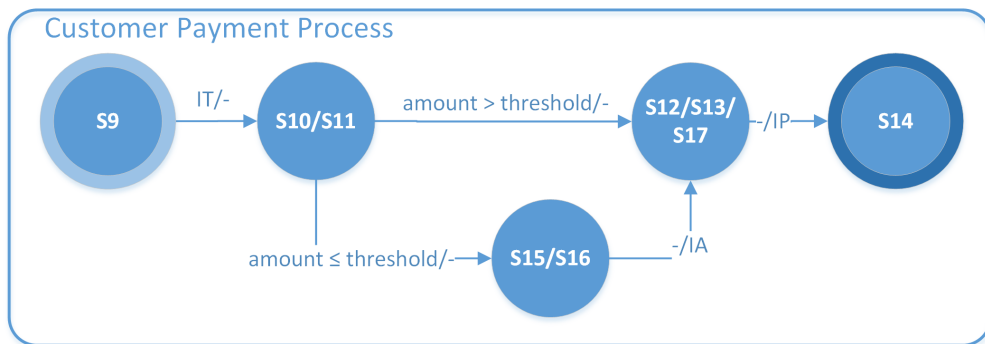 Customer Payment Process
S9
IT/-
S10/S11
amount > threshold/-
S12/S13/
S17
-/IP
S14
amount ≤ threshold/-
S15/S16
-/IA